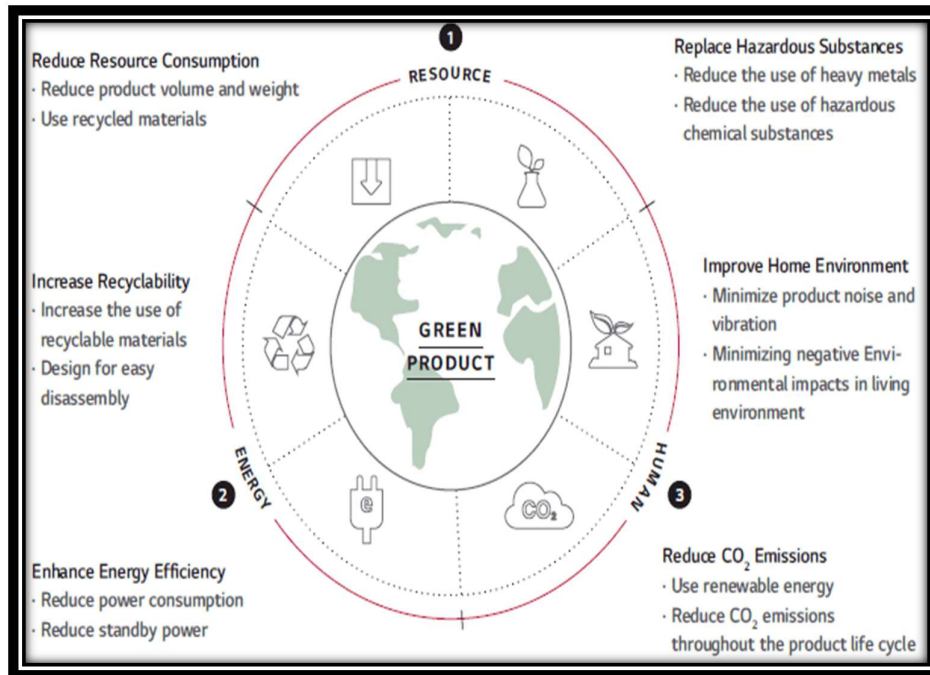 1
RESOURCE
Reduce Resource Consumption
· Reduce product volume and weight
· Use recycled materials
Replace Hazardous Substances
· Reduce the use of heavy metals
· Reduce the use of hazardous
chemical substances
Increase Recyclability
· Increase the use of
recyclable materials
· Design for easy
disassembly
GREEN
PRODUCT
Improve Home Environment
· Minimize product noise and
vibration
· Minimizing negative Envi-
ronmental impacts in living
environment
2
ENERGY
e
CO₂
HUMAN
3
Enhance Energy Efficiency
· Reduce power consumption
· Reduce standby power
Reduce CO₂ Emissions
· Use renewable energy
· Reduce CO₂ emissions
throughout the product life cycle